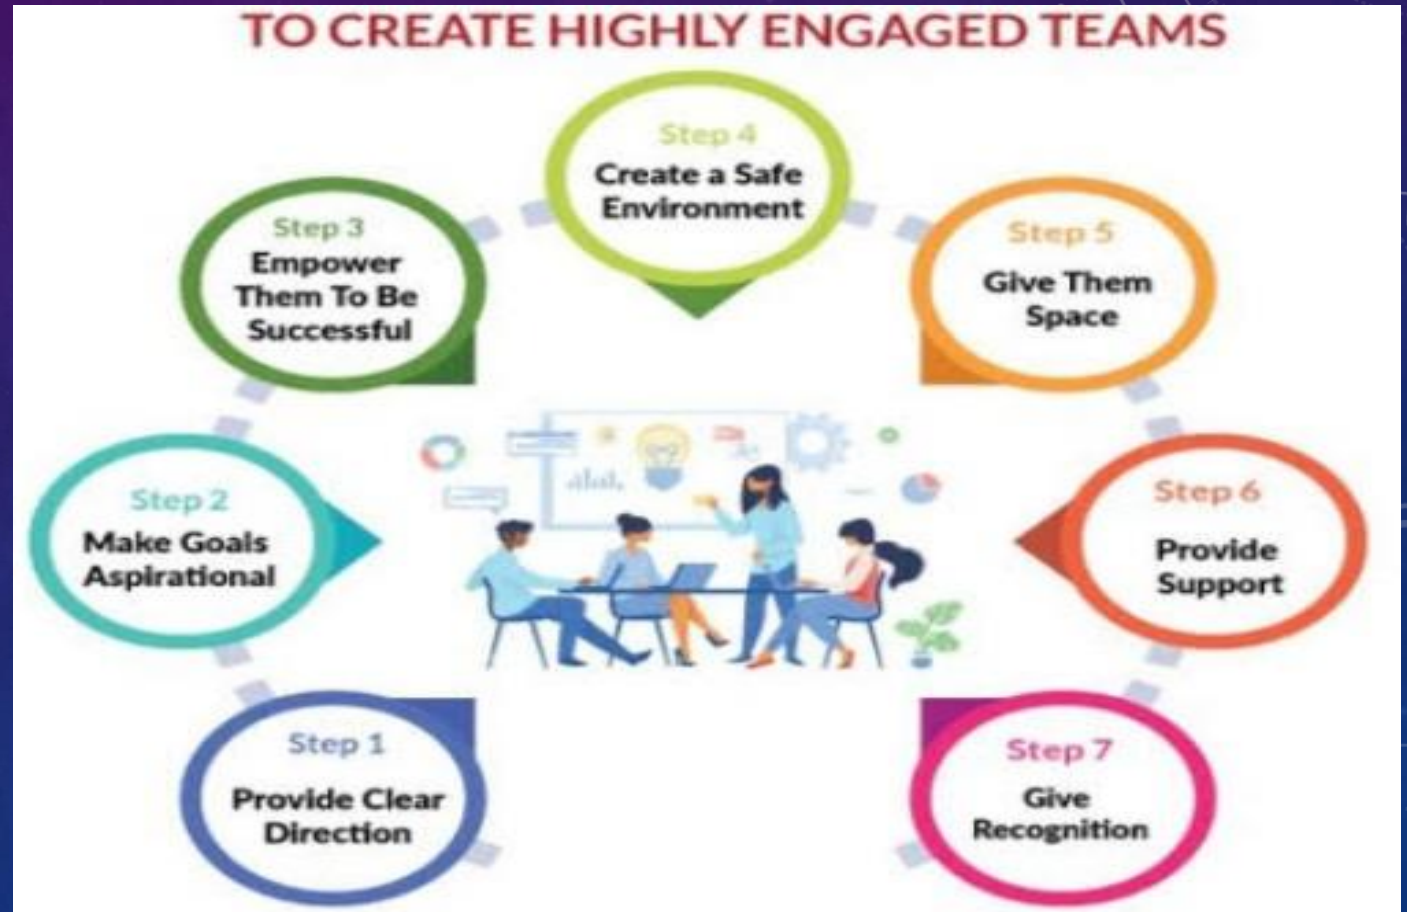 TO CREATE HIGHLY ENGAGED TEAMS
Step 1
Provide Clear
Direction
Step 2
Make Goals
Aspirational
Step 3
Empower
Them To Be
Successful
Step 4
Create a Safe
Environment
Step 5
Give Them
Space
Step 6
Provide
Support
Step 7
Give
Recognition